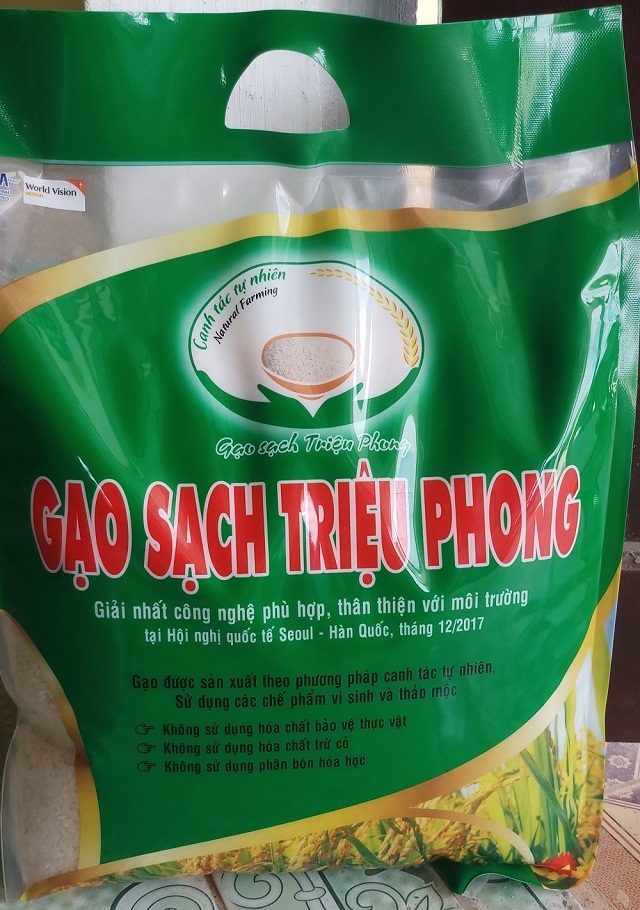 World Vision
Canh tác tự nhiên
Natural Farming
Gạo sạch Triệu Phong
GẠO SẠCH TRIỆU PHONG
Giải nhất công nghệ phù hợp, thân thiện với môi trường
tại Hội nghị quốc tế Seoul - Hàn Quốc, tháng 12/2017
Gạo được sản xuất theo phương pháp canh tác tự nhiên.
Sử dụng các chế phẩm vi sinh và thảo mộc
Không sử dụng hóa chất bảo vệ thực vật
Không sử dụng hóa chất trừ cỏ
Không sử dụng phân bón hóa học